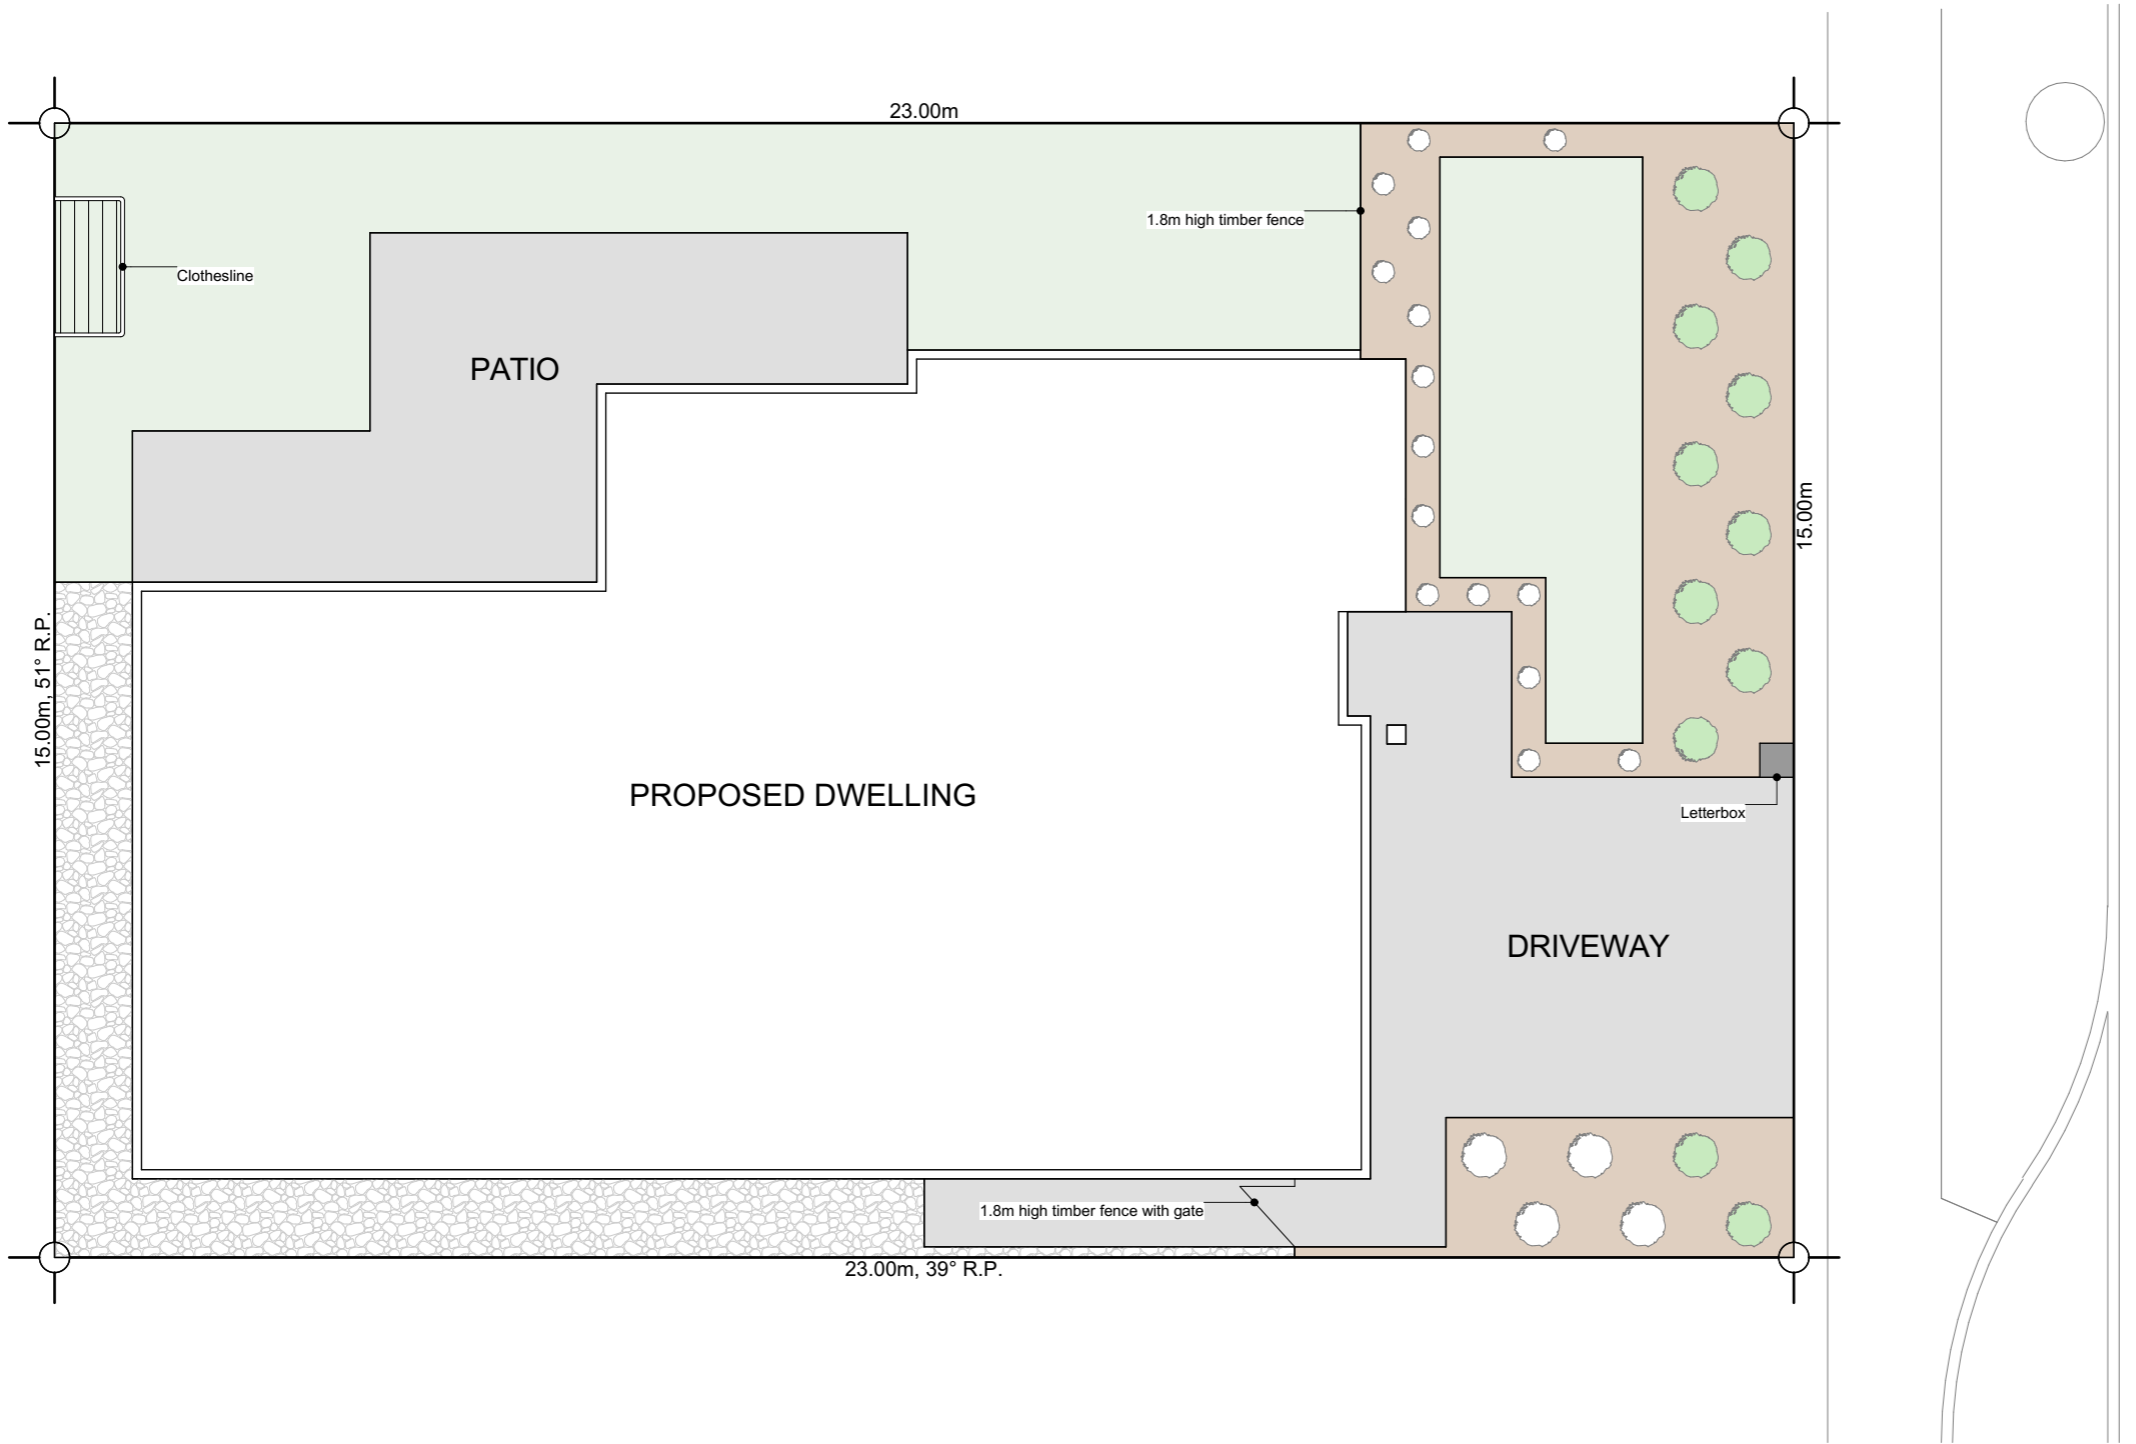 23.00m
1.8m high timber fence
Clothesline
PATIO
15.00m
15.00m, 51° R.P.
PROPOSED DWELLING
Letterbox
DRIVEWAY
1.8m high timber fence with gate
23.00m, 39° R.P.